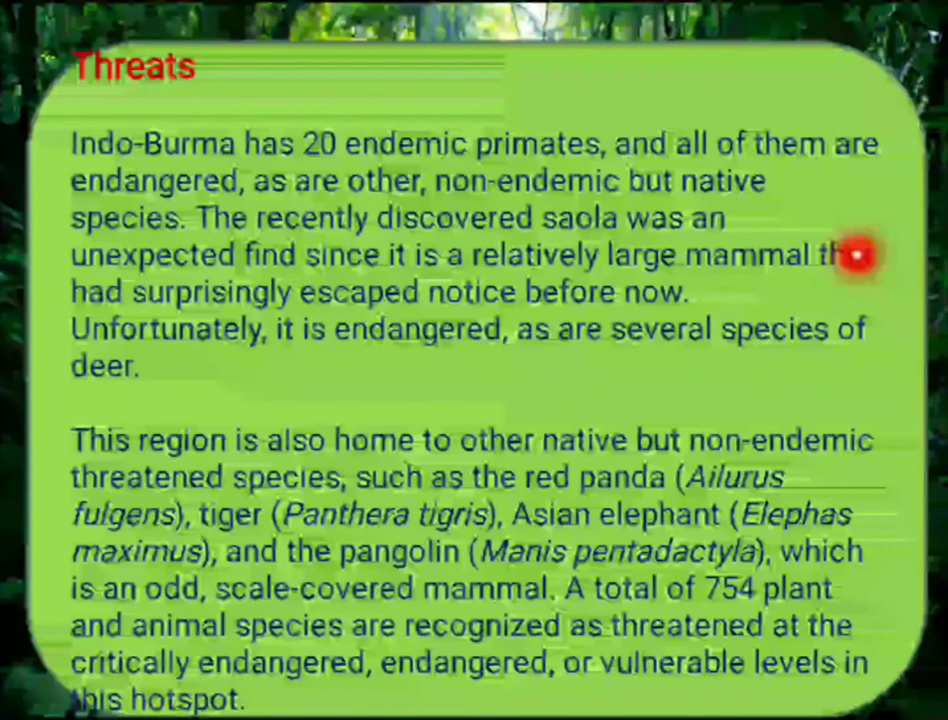 Threats
Indo-Burma has 20 endemic primates, and all of them are
endangered, as are other, non-endemic but native
species. The recently discovered saola was an
unexpected find since it is a relatively large mammal
had surprisingly escaped notice before now.
Unfortunately, it is endangered, as are several species of
deer.
This region is also home to other native but non-endemic
threatened species, such as the red panda (Ailurus
fulgens), tiger (Panthera tigris), Asian elephant (Elephas
maximus), and the pangolin (Manis pentadactyla), which
is an odd, scale-covered mammal. A total of 754 plant
and animal species are recognized as threatened at the
critically endangered, endangered, or vulnerable levels in
this hotspot.